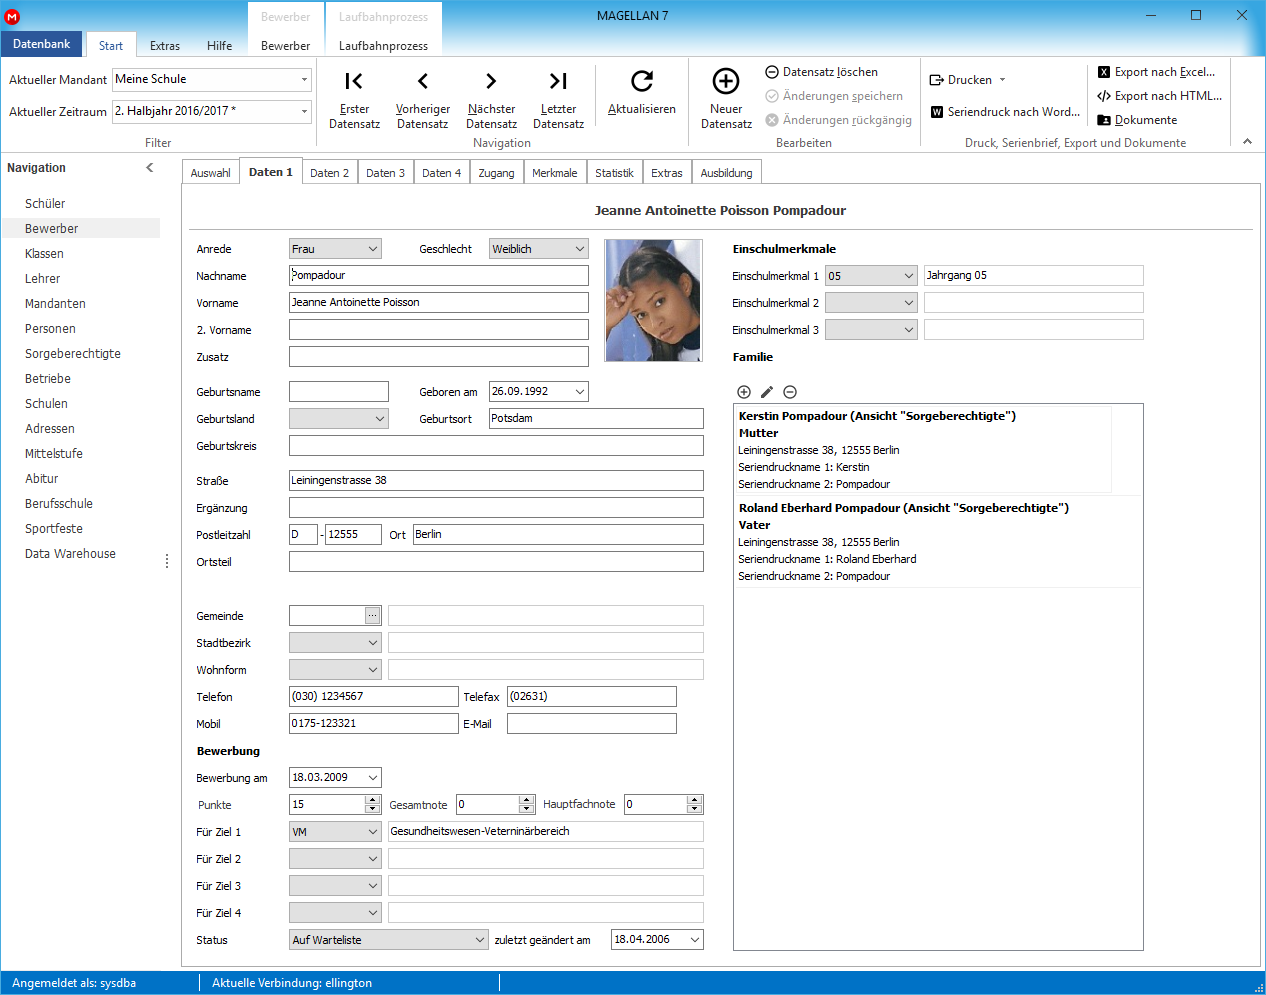 MAGELLAN 7
Bewerber
Laufbahnprozess
Datenbank
Start
Extras
Hilfe
Bewerber
Laufbahnprozess
Aktueller Mandant
Meine Schule
Aktueller Zeitraum
2. Halbjahr 2016/2017 *
Filter
Erster Datensatz
Vorheriger Datensatz
Nächster Datensatz
Letzter Datensatz
Aktualisieren
Navigation
Neuer Datensatz
Datensatz löschen
Änderungen speichern
Änderungen rückgängig
Bearbeiten
Drucken
Seriendruck nach Word...
Export nach Excel...
Export nach HTML...
Dokumente
Druck, Serienbrief, Export und Dokumente
Navigation
Schüler
Bewerber
Klassen
Lehrer
Mandanten
Personen
Sorgeberechtigte
Betriebe
Schulen
Adressen
Mittelstufe
Abitur
Berufsschule
Sportfeste
Data Warehouse
Auswahl
Daten 1
Daten 2
Daten 3
Daten 4
Zugang
Merkmale
Statistik
Extras
Ausbildung
Jeanne Antoinette Poisson Pompadour
Anrede Frau Geschlecht Weiblich
Nachname Pompadour
Vorname Jeanne Antoinette Poisson
2. Vorname
Zusatz
Geburtsname Geboren am 26.09.1992
Geburtsland Geburtsort Potsdam
Geburtskreis
Straße Leiningenstrasse 38
Ergänzung
Postleitzahl D - 12555 Ort Berlin
Ortsteil
Gemeinde ...
Stadtbezirk
Wohnform
Telefon (030) 1234567 Telefax (02631)
Mobil 0175-123321 E-Mail
Bewerbung
Bewerbung am 18.03.2009
Punkte 15 Gesamtnote 0 Hauptfachnote 0
Für Ziel 1 VM Gesundheitswesen-Veterninärbereich
Für Ziel 2
Für Ziel 3
Für Ziel 4
Status Auf Warteliste zuletzt geändert am 18.04.2006
Einschulmerkmale
Einschulmerkmal 1 05 Jahrgang 05
Einschulmerkmal 2
Einschulmerkmal 3
Familie
Kerstin Pompadour (Ansicht "Sorgeberechtigte")
Mutter
Leiningenstrasse 38, 12555 Berlin
Seriendruckname 1: Kerstin
Seriendruckname 2: Pompadour
Roland Eberhard Pompadour (Ansicht "Sorgeberechtigte")
Vater
Leiningenstrasse 38, 12555 Berlin
Seriendruckname 1: Roland Eberhard
Seriendruckname 2: Pompadour
Angemeldet als: sysdba
Aktuelle Verbindung: ellington